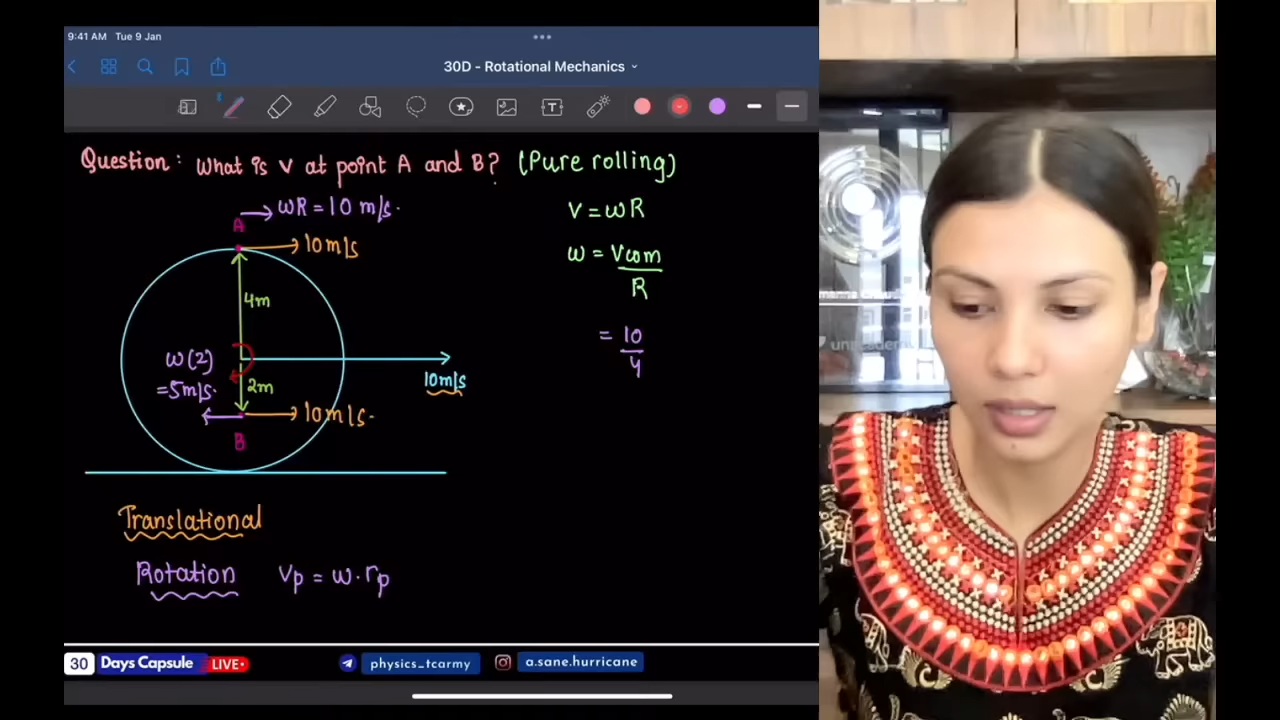 9:41 AM Tue 9 Jan
30D - Rotational Mechanics
Question: What is v at point A and B? (Pure rolling)
ωR = 10 m/s.
v = ωR
A
10m/s
ω = Vcom
R
4m
= 10
4
ω(2)
=5m/s.
2m
10m/s
10m/s.
B
Translational
Rotation Vp = ω.rp
30 Days Capsule LIVE
physics_tcarmy
a.sane.hurricane